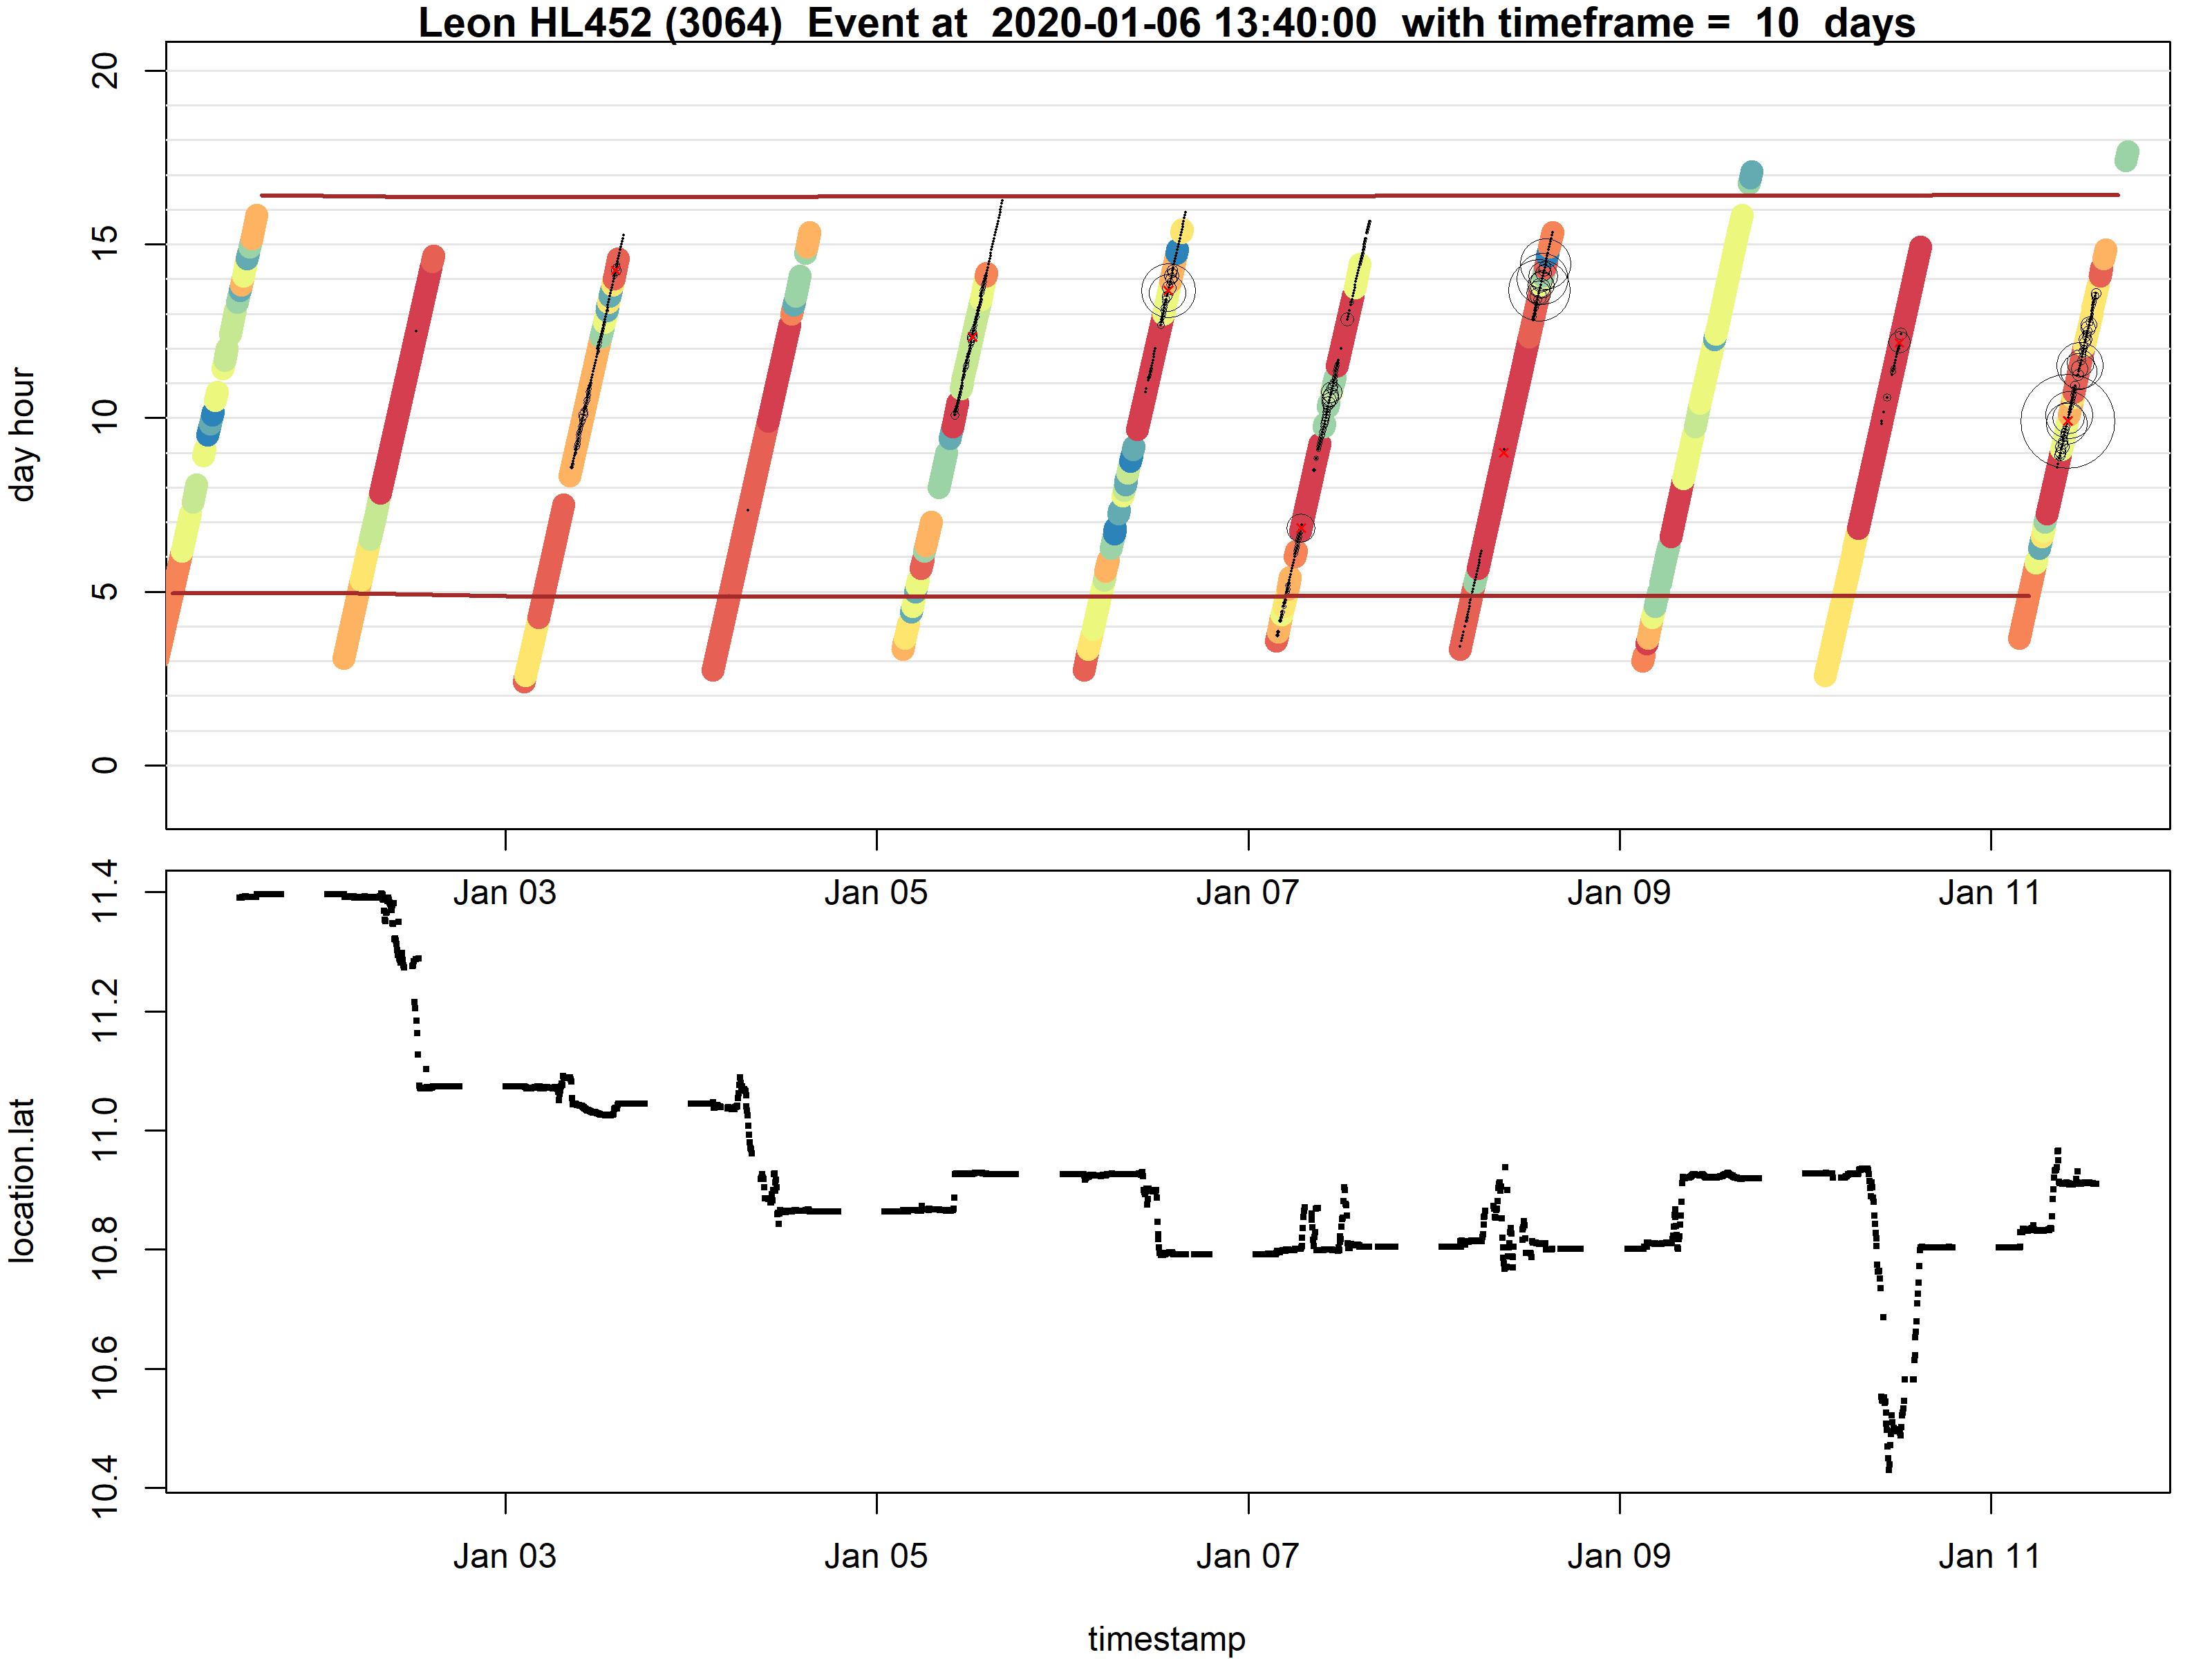 Leon HL452 (3064)  Event at  2020-01-06 13:40:00  with timeframe =  10  days
20
15
10
5
0
day hour
Jan 03 Jan 05 Jan 07 Jan 09 Jan 11
11.4
11.2
11.0
10.8
10.6
10.4
location.lat
Jan 03 Jan 05 Jan 07 Jan 09 Jan 11
timestamp